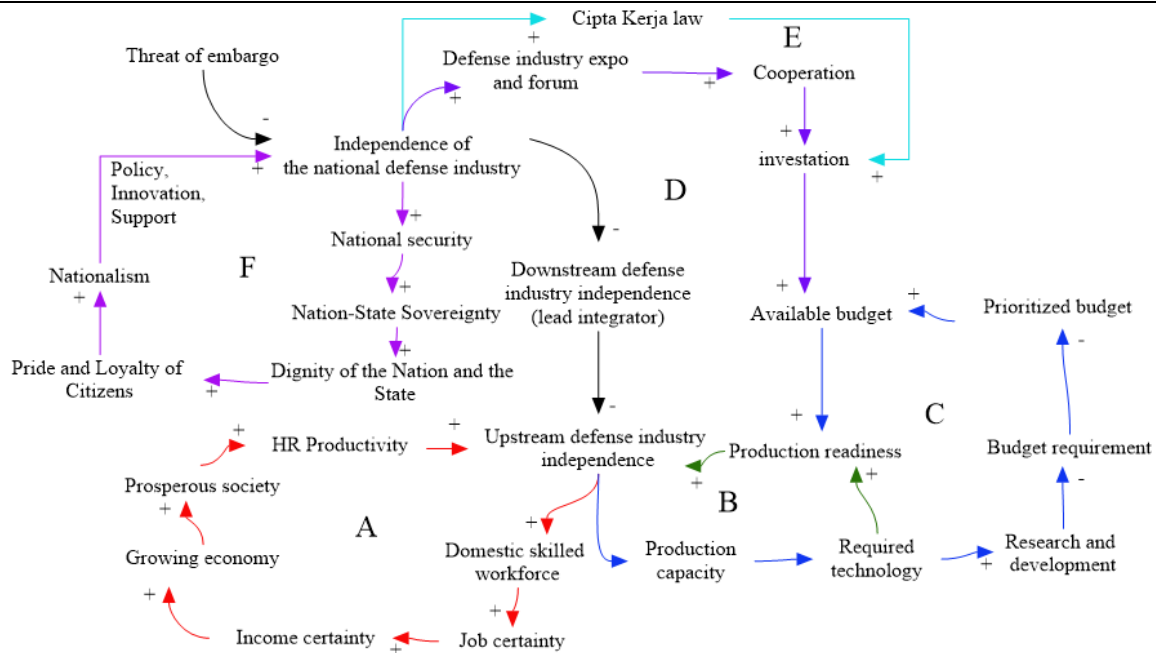 Cipta Kerja law
+
E
Threat of embargo
Defense industry expo
and forum
+
+
Cooperation
-
+
Independence of
the national defense industry
-
investation
+
+
Policy,
Innovation,
Support
D
+
National security
-
F
Nationalism
+
+
Downstream defense
industry independence
(lead integrator)
+
Nation-State Sovereignty
Available budget
+
Prioritized budget
-
+
Pride and Loyalty of
Citizens
+
Dignity of the Nation and the
State
-
+
+
+
C
HR Productivity
Upstream defense industry
independence
Production readiness
Budget requirement
+
+
-
Prosperous society
+
B
A
+
Growing economy
Domestic skilled
workforce
Production
capacity
Required
technology
Research and
development
+
+
+
Income certainty
+
Job certainty